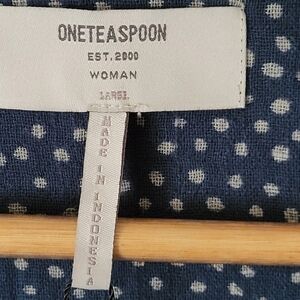 ONETEASPOON
EST. 2000
WOMAN
LARGE
MADE IN INDONESIA